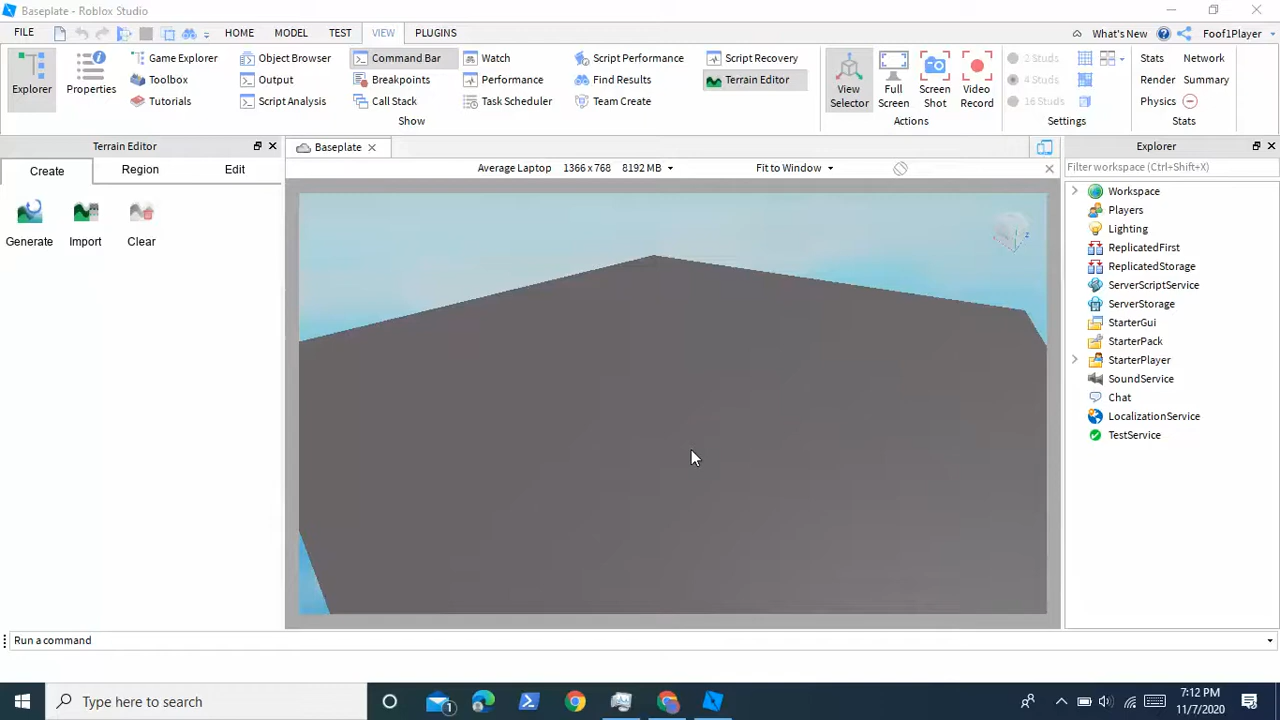 Baseplate - Roblox Studio
FILE HOME MODEL TEST VIEW PLUGINS What's New Foof1Player
Explorer
Properties
Game Explorer
Toolbox
Tutorials
Object Browser
Output
Script Analysis
Command Bar
Breakpoints
Call Stack
Watch
Performance
Task Scheduler
Script Performance
Find Results
Team Create
Script Recovery
Terrain Editor
Show
View
Selector
Full
Screen
Screen
Shot
Video
Record
Actions
2 Studs
4 Studs
16 Studs
Settings
Stats Network
Render Summary
Physics
Stats
Terrain Editor
Create Region Edit
Generate Import Clear
Baseplate
Average Laptop 1366 x 768 8192 MB Fit to Window
Z
Explorer
Filter workspace (Ctrl+Shift+X)
Workspace
Players
Lighting
ReplicatedFirst
ReplicatedStorage
ServerScriptService
ServerStorage
StarterGui
StarterPack
StarterPlayer
SoundService
Chat
LocalizationService
TestService
Run a command
Type here to search
1
7:12 PM
11/7/2020